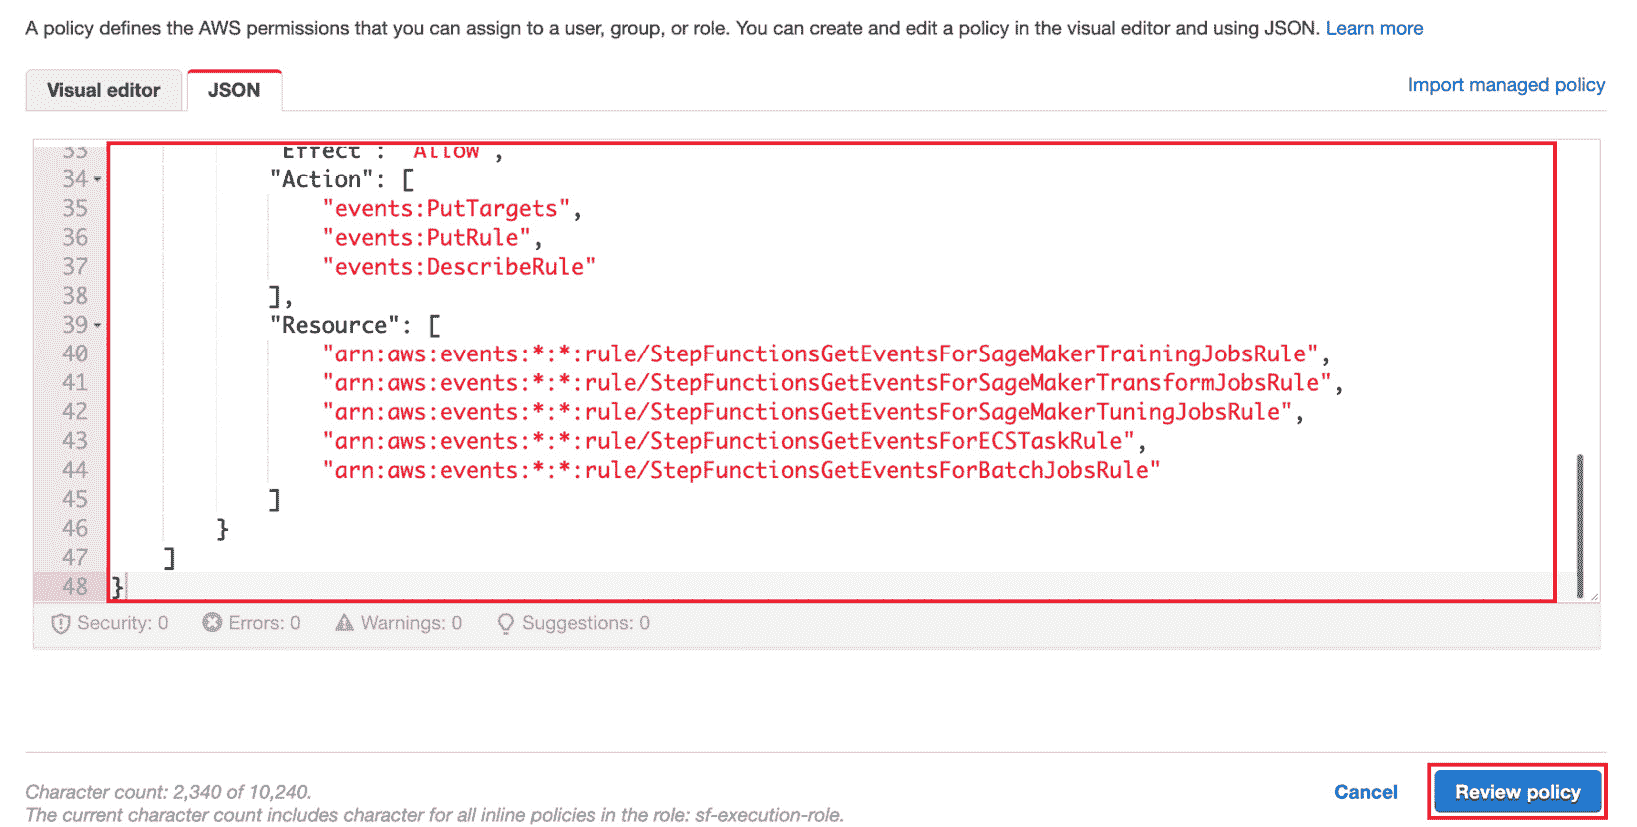 A policy defines the AWS permissions that you can assign to a user, group, or role. You can create and edit a policy in the visual editor and using JSON. Learn more
Visual editor JSON Import managed policy
33 "Effect": "Allow",
34 "Action": [
35 "events:PutTargets",
36 "events:PutRule",
37 "events:DescribeRule"
38 ],
39 "Resource": [
40 "arn:aws:events:*:*:rule/StepFunctionsGetEventsForSageMakerTrainingJobsRule",
41 "arn:aws:events:*:*:rule/StepFunctionsGetEventsForSageMakerTransformJobsRule",
42 "arn:aws:events:*:*:rule/StepFunctionsGetEventsForSageMakerTuningJobsRule",
43 "arn:aws:events:*:*:rule/StepFunctionsGetEventsForECSTaskRule",
44 "arn:aws:events:*:*:rule/StepFunctionsGetEventsForBatchJobsRule"
45 ]
46 }
47 ]
48 }
Security: 0 Errors: 0 Warnings: 0 Suggestions: 0
Character count: 2,340 of 10,240.
The current character count includes character for all inline policies in the role: sf-execution-role.
Cancel Review policy